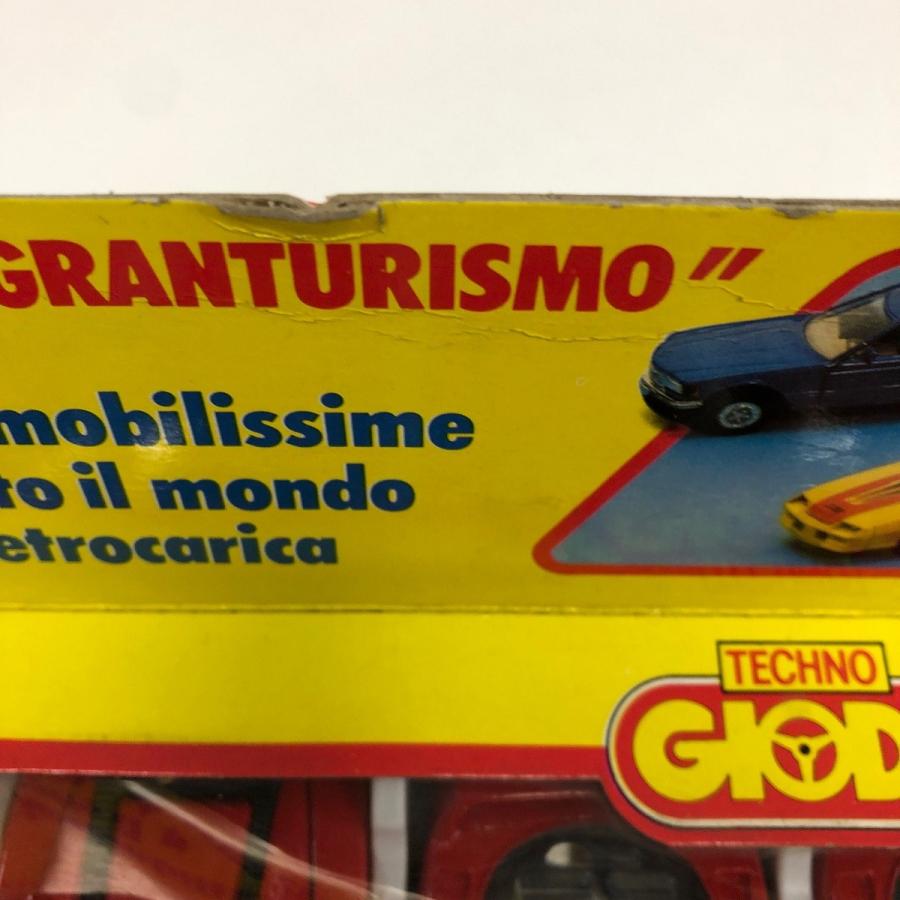 GRANTURISMO"
mobilissime
to il mondo
etrocarica
TECHNO
GIOD